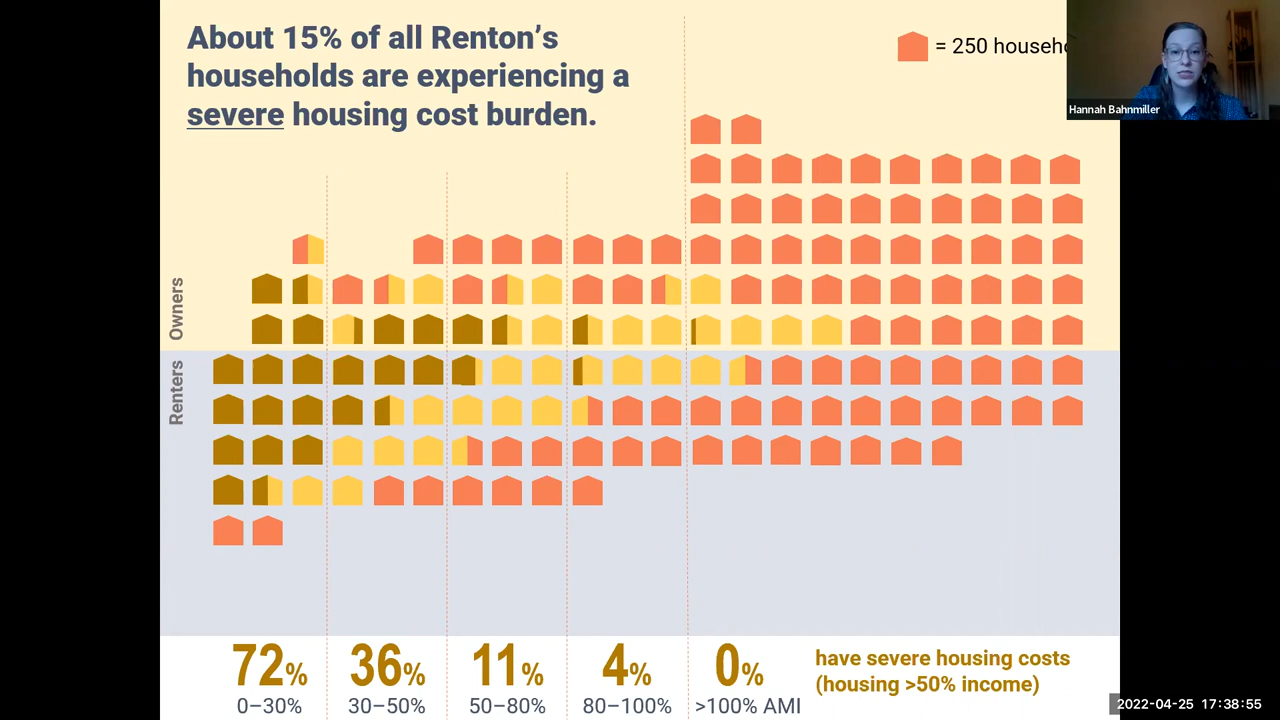 About 15% of all Renton's
households are experiencing a
severe housing cost burden.
= 250
Hannah Bahnmiller
Owners
Renters
72% 36% 11% 4% 0%
0–30% 30–50% 50–80% 80–100% >100% AMI
have severe housing costs
(housing >50% income)
2022-04-25 17:38:55